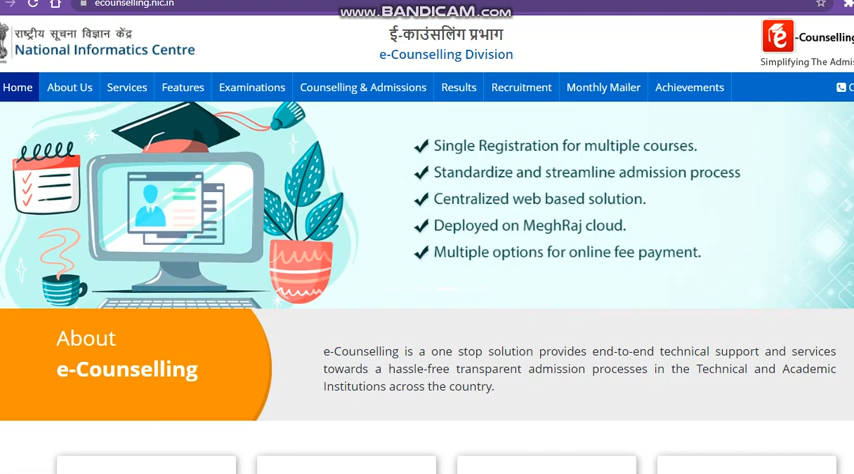 ecounselling.nic.in
www.BANDICAM.com
राष्ट्रीय सूचना विज्ञान केंद्र
National Informatics Centre
ई-काउंसलिंग प्रभाग
e-Counselling Division
e-Counselling
Simplifying The
Home About Us Services Features Examinations Counselling & Admissions Results Recruitment Monthly Mailer Achievements
Single Registration for multiple courses.
Standardize and streamline admission process
Centralized web based solution.
Deployed on MeghRaj cloud.
Multiple options for online fee payment.
About
e-Counselling
e-Counselling is a one stop solution provides end-to-end technical support and services
towards a hassle-free transparent admission processes in the Technical and Academic
Institutions across the country.